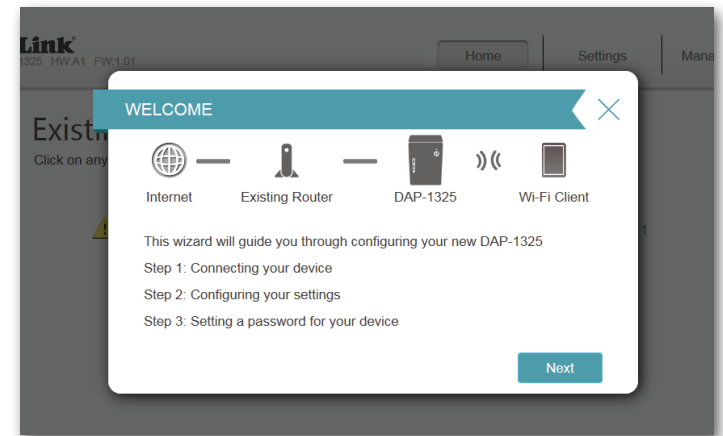 Link
1325 HW:A1 FW:1.01
Home
Settings
Mana
Existi
Click on any
WELCOME
Internet
Existing Router
DAP-1325
Wi-Fi Client
This wizard will guide you through configuring your new DAP-1325
Step 1: Connecting your device
Step 2: Configuring your settings
Step 3: Setting a password for your device
Next